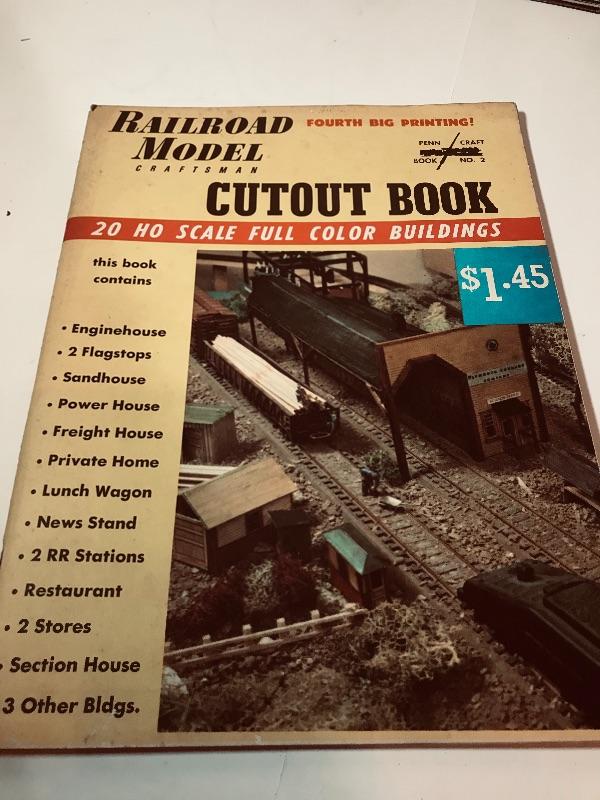 RAILROAD
MODEL
CRAFTSMAN
FOURTH BIG PRINTING!
PENN CRAFT
BOOK NO. 2
CUTOUT BOOK
20 HO SCALE FULL COLOR BUILDINGS
this book
contains
$1.45
• Enginehouse
• 2 Flagstops
• Sandhouse
• Power House
• Freight House
• Private Home
• Lunch Wagon
• News Stand
• 2 RR Stations
• Restaurant
• 2 Stores
• Section House
3 Other Bldgs.